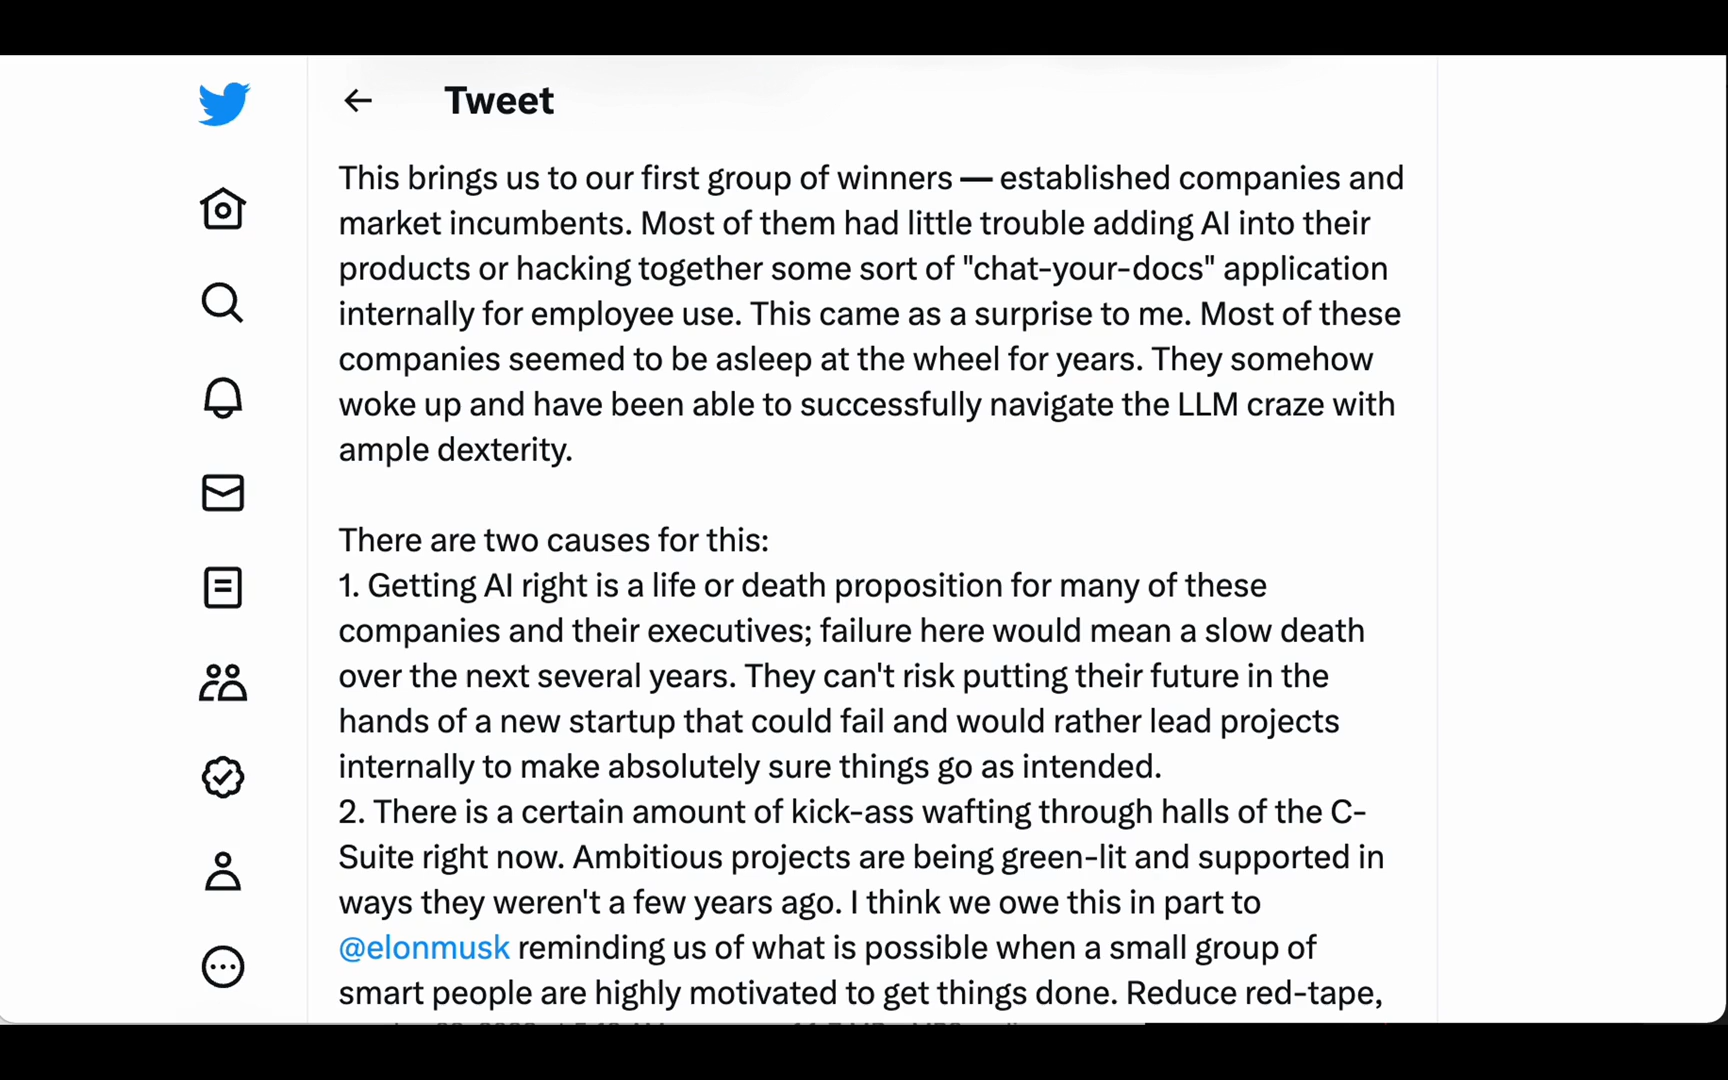 Tweet
This brings us to our first group of winners — established companies and
market incumbents. Most of them had little trouble adding AI into their
products or hacking together some sort of "chat-your-docs" application
internally for employee use. This came as a surprise to me. Most of these
companies seemed to be asleep at the wheel for years. They somehow
woke up and have been able to successfully navigate the LLM craze with
ample dexterity.
There are two causes for this:
1. Getting AI right is a life or death proposition for many of these
companies and their executives; failure here would mean a slow death
over the next several years. They can't risk putting their future in the
hands of a new startup that could fail and would rather lead projects
internally to make absolutely sure things go as intended.
2. There is a certain amount of kick-ass wafting through halls of the C-
Suite right now. Ambitious projects are being green-lit and supported in
ways they weren't a few years ago. I think we owe this in part to
@elonmusk reminding us of what is possible when a small group of
smart people are highly motivated to get things done. Reduce red-tape,